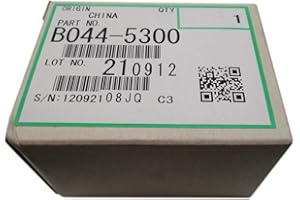 ORIGIN QTY
CHINA 1
PART NO.
B044-5300
LOT NO. 210912
S/N:12092108JQ C3